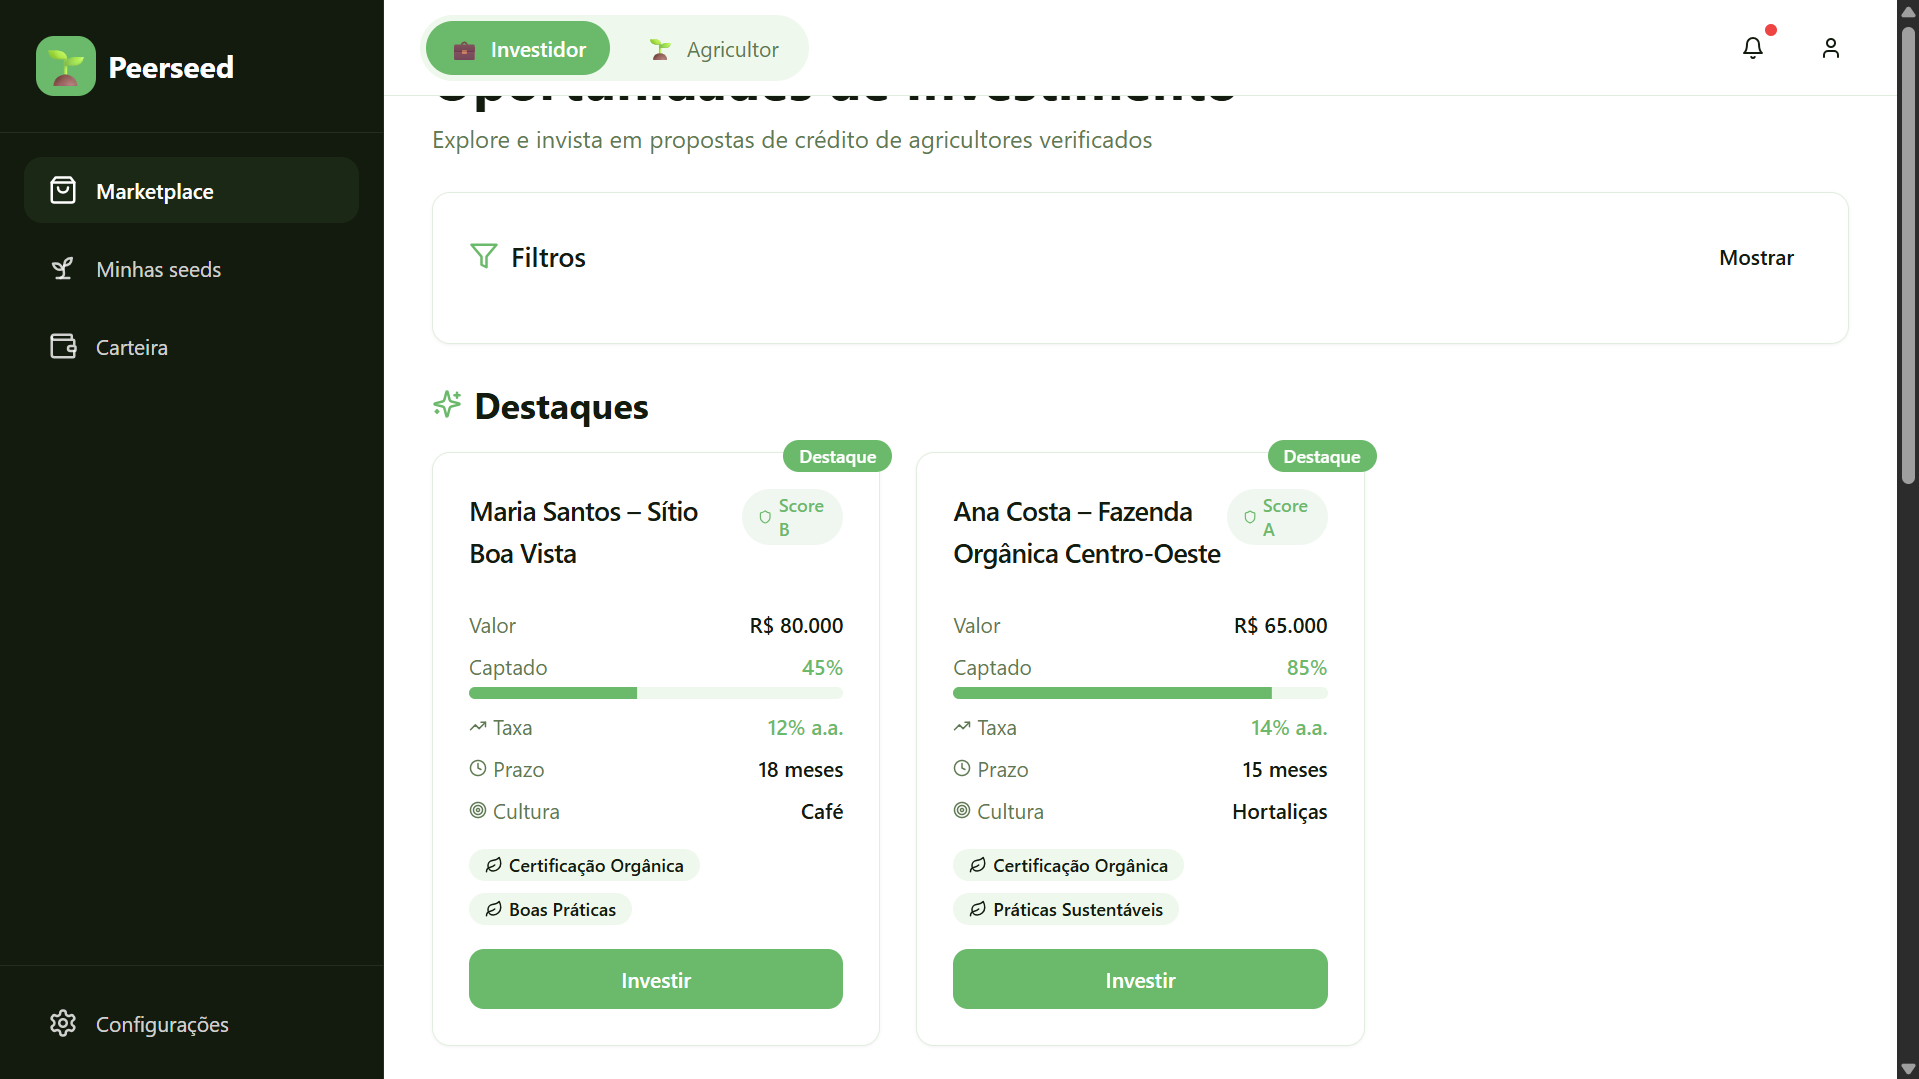 Peerseed
Marketplace
Minhas seeds
Carteira
Configurações
Investidor
Agricultor
Oportunidades de Investimento
Explore e invista em propostas de crédito de agricultores verificados
Filtros
Mostrar
Destaques
Destaque
Maria Santos – Sítio
Boa Vista
Score
B
Valor
R$ 80.000
Captado
45%
Taxa
12% a.a.
Prazo
18 meses
Cultura
Café
Certificação Orgânica
Boas Práticas
Investir
Destaque
Ana Costa – Fazenda
Orgânica Centro-Oeste
Score
A
Valor
R$ 65.000
Captado
85%
Taxa
14% a.a.
Prazo
15 meses
Cultura
Hortaliças
Certificação Orgânica
Práticas Sustentáveis
Investir